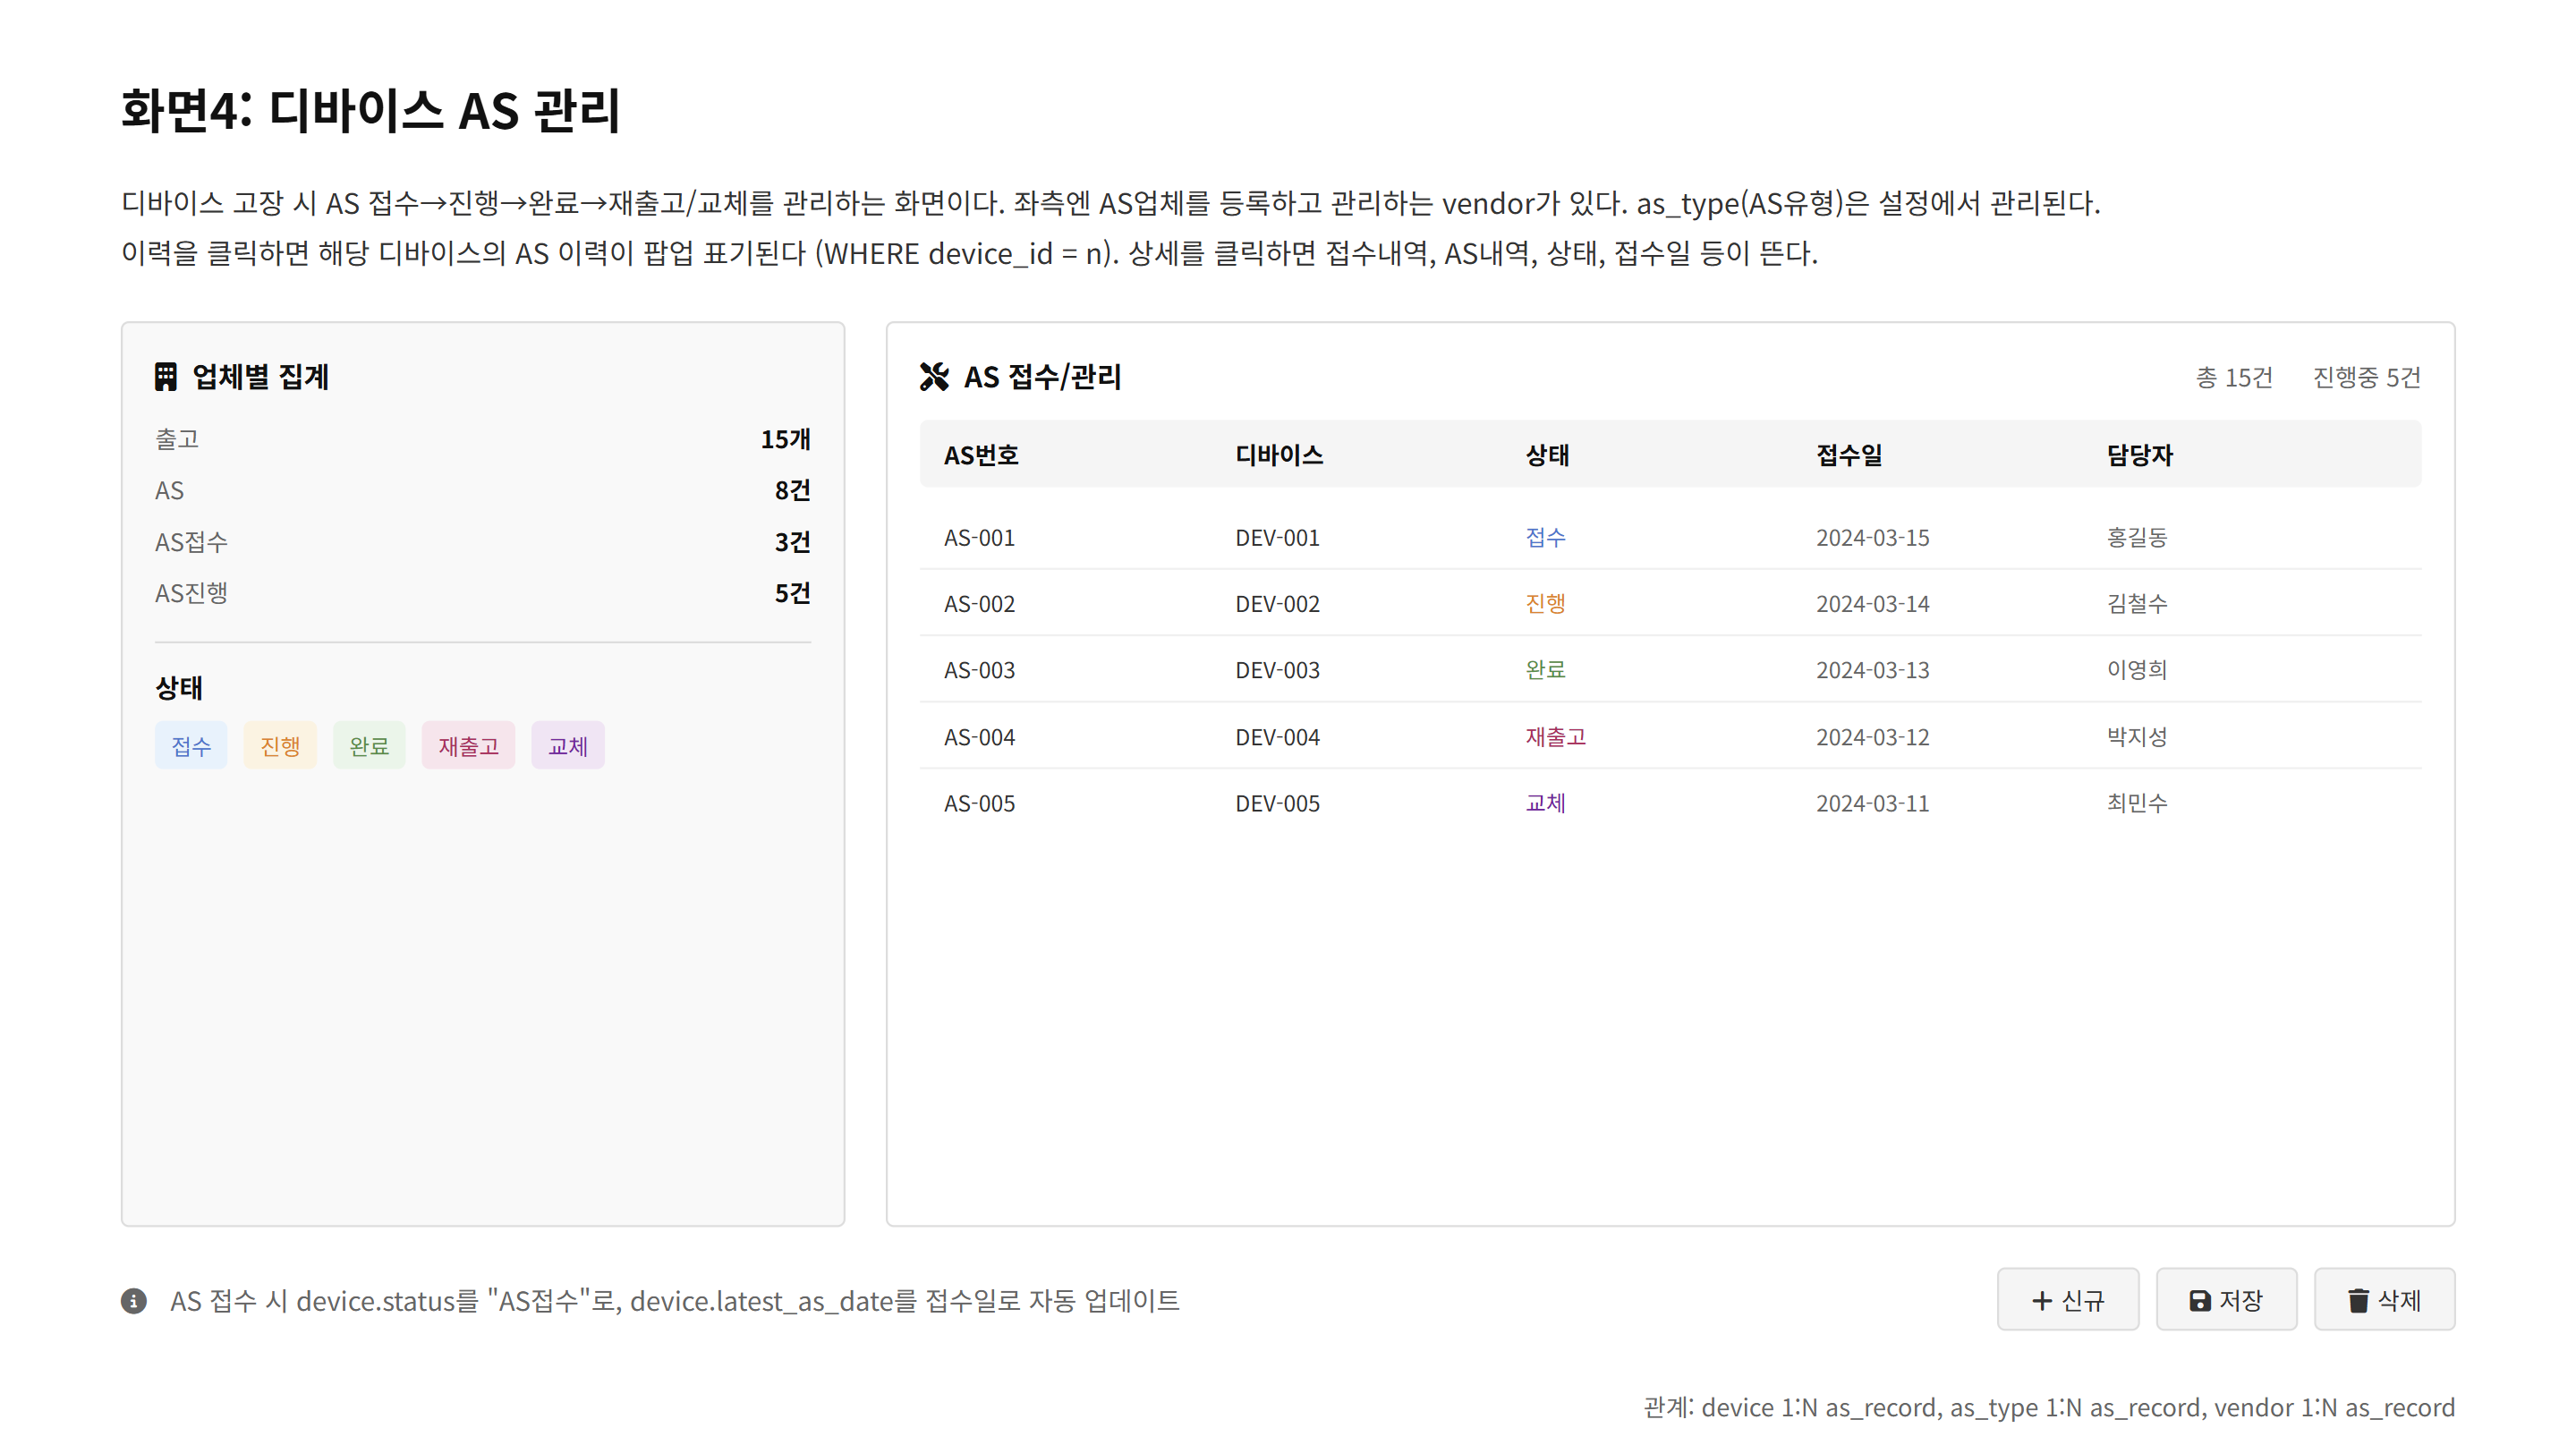 화면4: 디바이스 AS 관리
디바이스 고장 시 AS 접수→진행→완료→재출고/교체를 관리하는 화면이다. 좌측엔 AS업체를 등록하고 관리하는 vendor가 있다. as_type(AS유형)은 설정에서 관리된다.
이력을 클릭하면 해당 디바이스의 AS 이력이 팝업 표기된다 (WHERE device_id = n). 상세를 클릭하면 접수내역, AS내역, 상태, 접수일 등이 뜬다.
업체별 집계
출고 15개
AS 8건
AS접수 3건
AS진행 5건
상태
접수 진행 완료 재출고 교체
AS 접수/관리 총 15건 진행중 5건
AS번호 디바이스 상태 접수일 담당자
AS-001 DEV-001 접수 2024-03-15 홍길동
AS-002 DEV-002 진행 2024-03-14 김철수
AS-003 DEV-003 완료 2024-03-13 이영희
AS-004 DEV-004 재출고 2024-03-12 박지성
AS-005 DEV-005 교체 2024-03-11 최민수
AS 접수 시 device.status를 "AS접수"로, device.latest_as_date를 접수일로 자동 업데이트
신규 저장 삭제
관계: device 1:N as_record, as_type 1:N as_record, vendor 1:N as_record